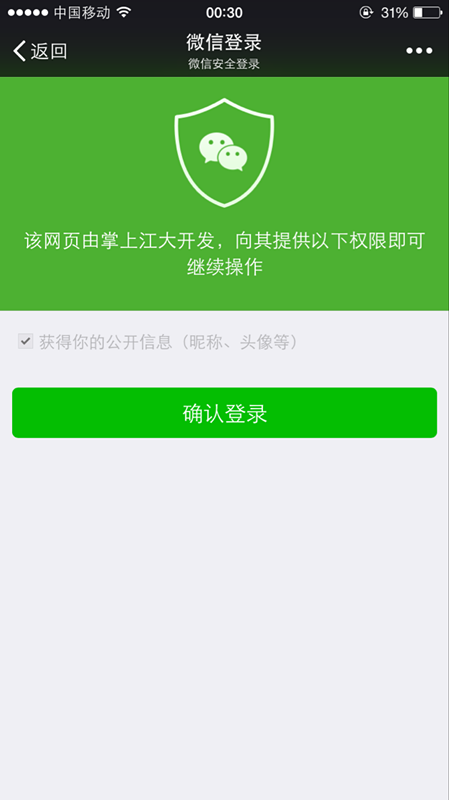 中国移动 00:30 31%
返回 微信登录
微信安全登录
该网页由掌上江大开发，向其提供以下权限即可
继续操作
获得你的公开信息（昵称、头像等）
确认登录